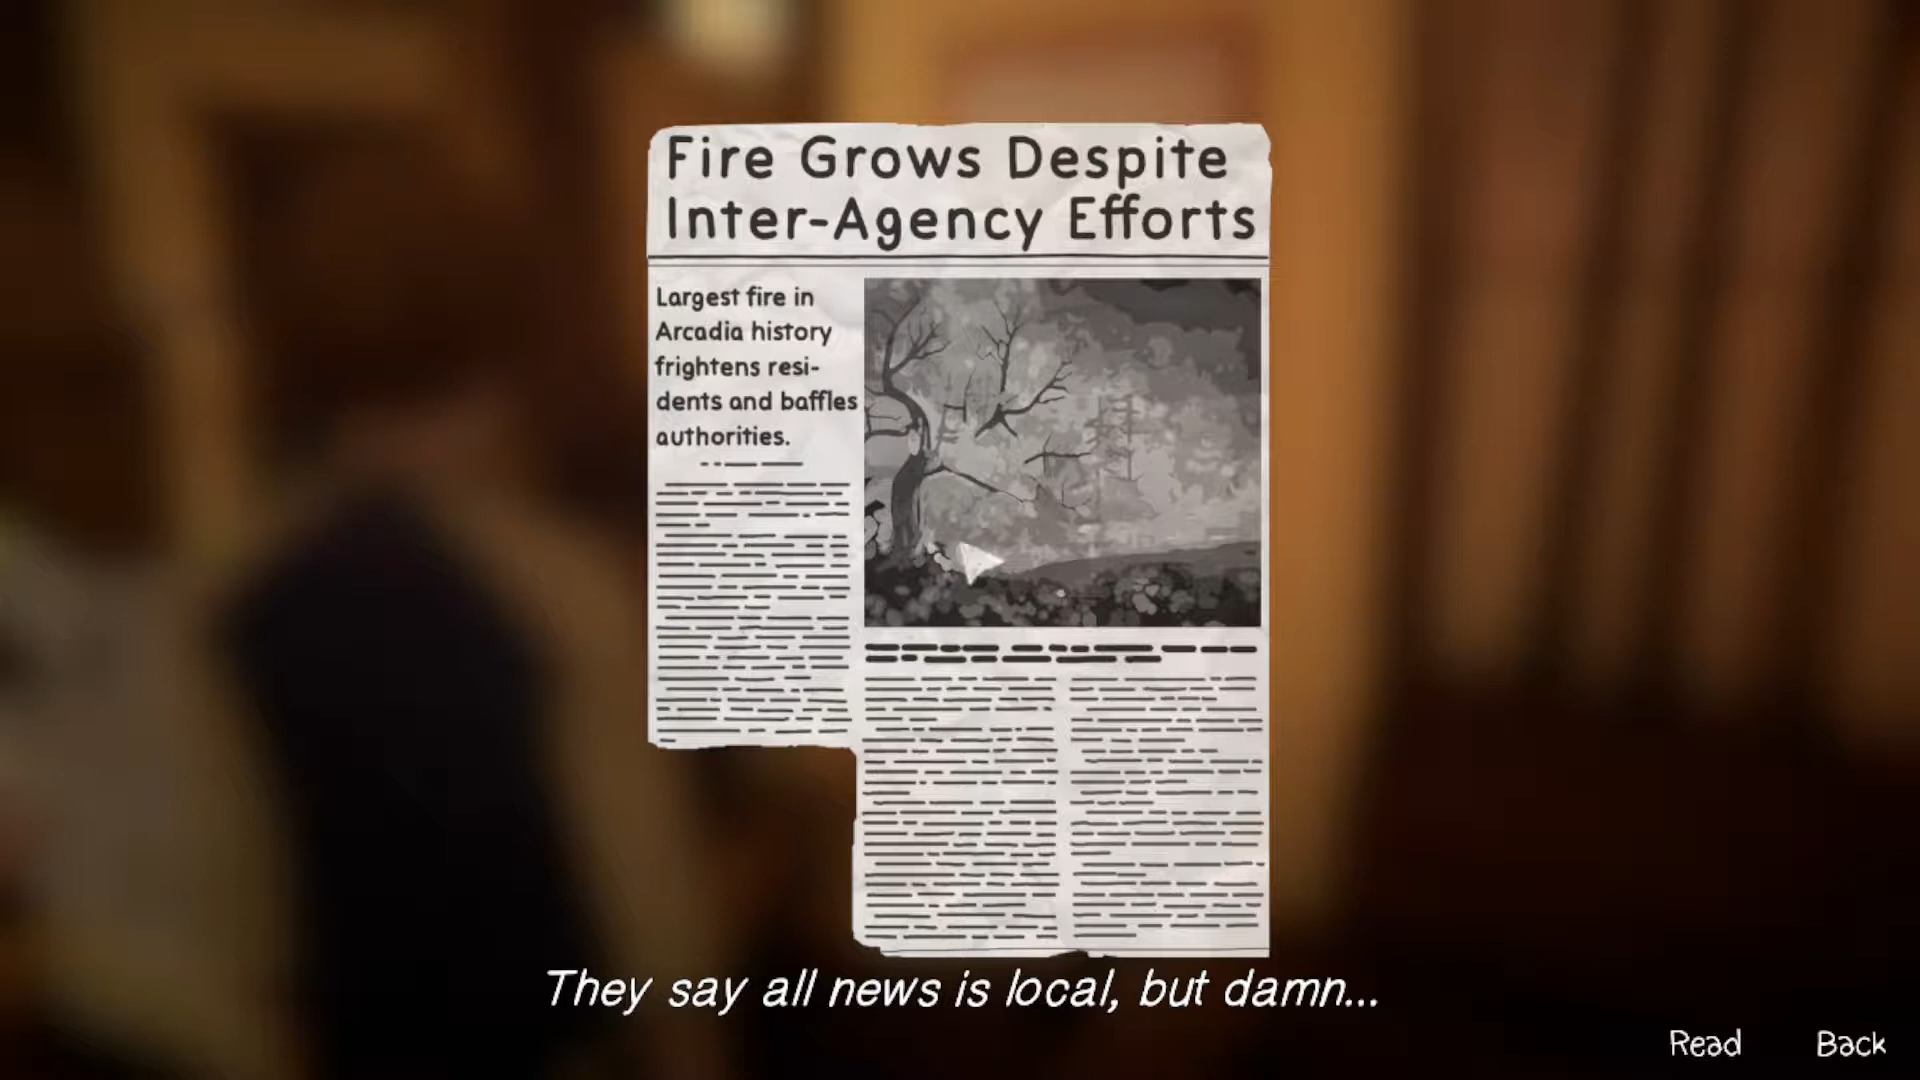 Fire Grows Despite
Inter-Agency Efforts
Largest fire in
Arcadia history
frightens resi-
dents and baffles
authorities.
They say all news is local, but damn...
Read
Back